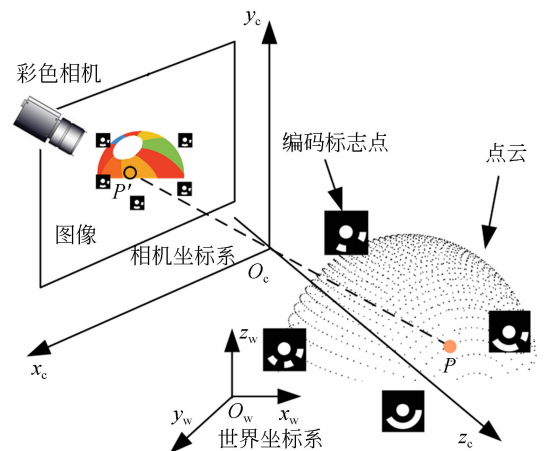 y_c
彩色相机
编码标志点
点云
P′
图像
相机坐标系
O_c
x_c
z_w
P
y_w
O_w
x_w
世界坐标系
z_c